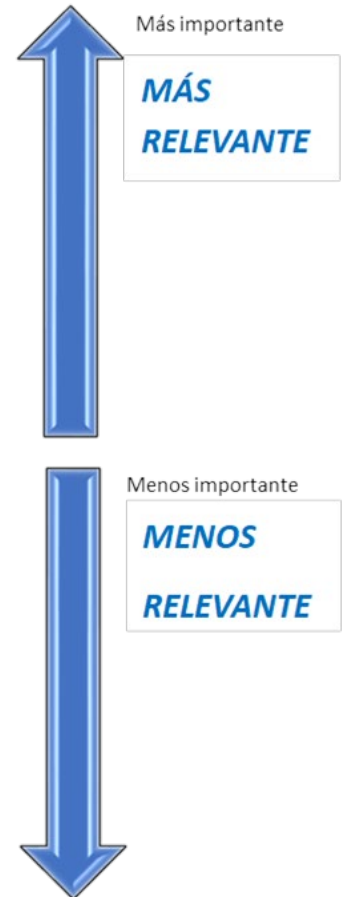 Más importante
MÁS
RELEVANTE
Menos importante
MENOS
RELEVANTE